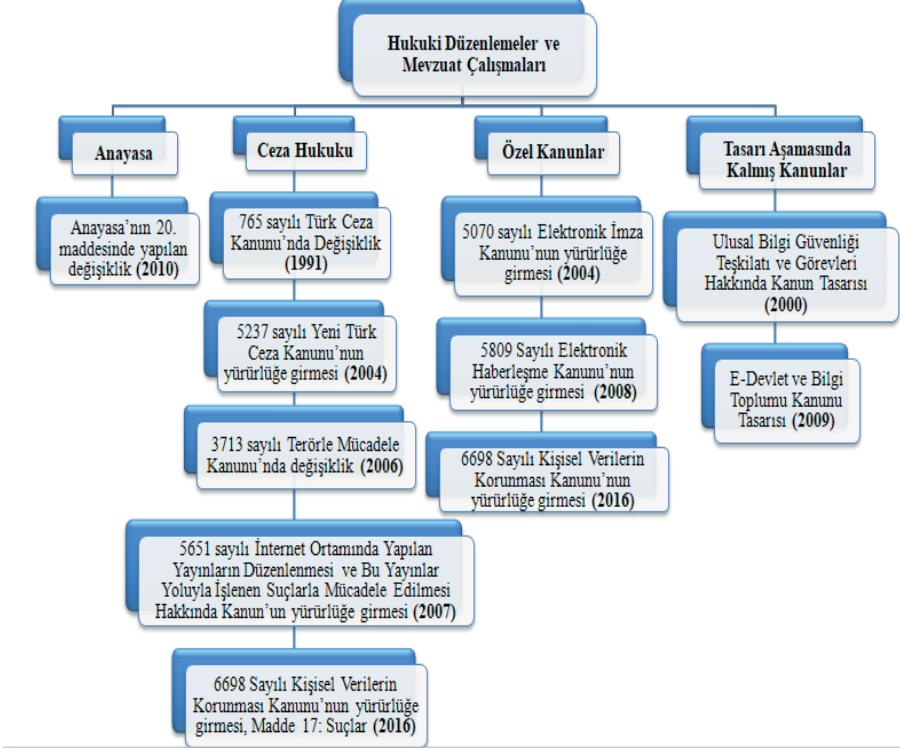 Hukuki Düzenlemeler ve
Mevzuat Çalışmaları
Anayasa
Anayasa’nın 20.
maddesinde yapılan
değişiklik (2010)
Ceza Hukuku
765 sayılı Türk Ceza
Kanunu’nda Değişiklik
(1991)
5237 sayılı Yeni Türk
Ceza Kanunu’nun
yürürlüğe girmesi (2004)
3713 sayılı Terörle Mücadele
Kanunu’nda değişiklik (2006)
5651 sayılı İnternet Ortamında Yapılan
Yayınların Düzenlenmesi ve Bu Yayınlar
Yoluyla İşlenen Suçlarla Mücadele Edilmesi
Hakkında Kanun’un yürürlüğe girmesi (2007)
6698 Sayılı Kişisel Verilerin
Korunması Kanunu’nun yürürlüğe
girmesi, Madde 17: Suçlar (2016)
Özel Kanunlar
5070 sayılı Elektronik İmza
Kanunu’nun yürürlüğe
girmesi (2004)
5809 Sayılı Elektronik
Haberleşme Kanunu’nun
yürürlüğe girmesi (2008)
6698 Sayılı Kişisel Verilerin
Korunması Kanunu’nun
yürürlüğe girmesi (2016)
Tasarı Aşamasında
Kalmış Kanunlar
Ulusal Bilgi Güvenliği
Teşkilatı ve Görevleri
Hakkında Kanun Tasarısı
(2000)
E-Devlet ve Bilgi
Toplumu Kanunu
Tasarısı (2009)